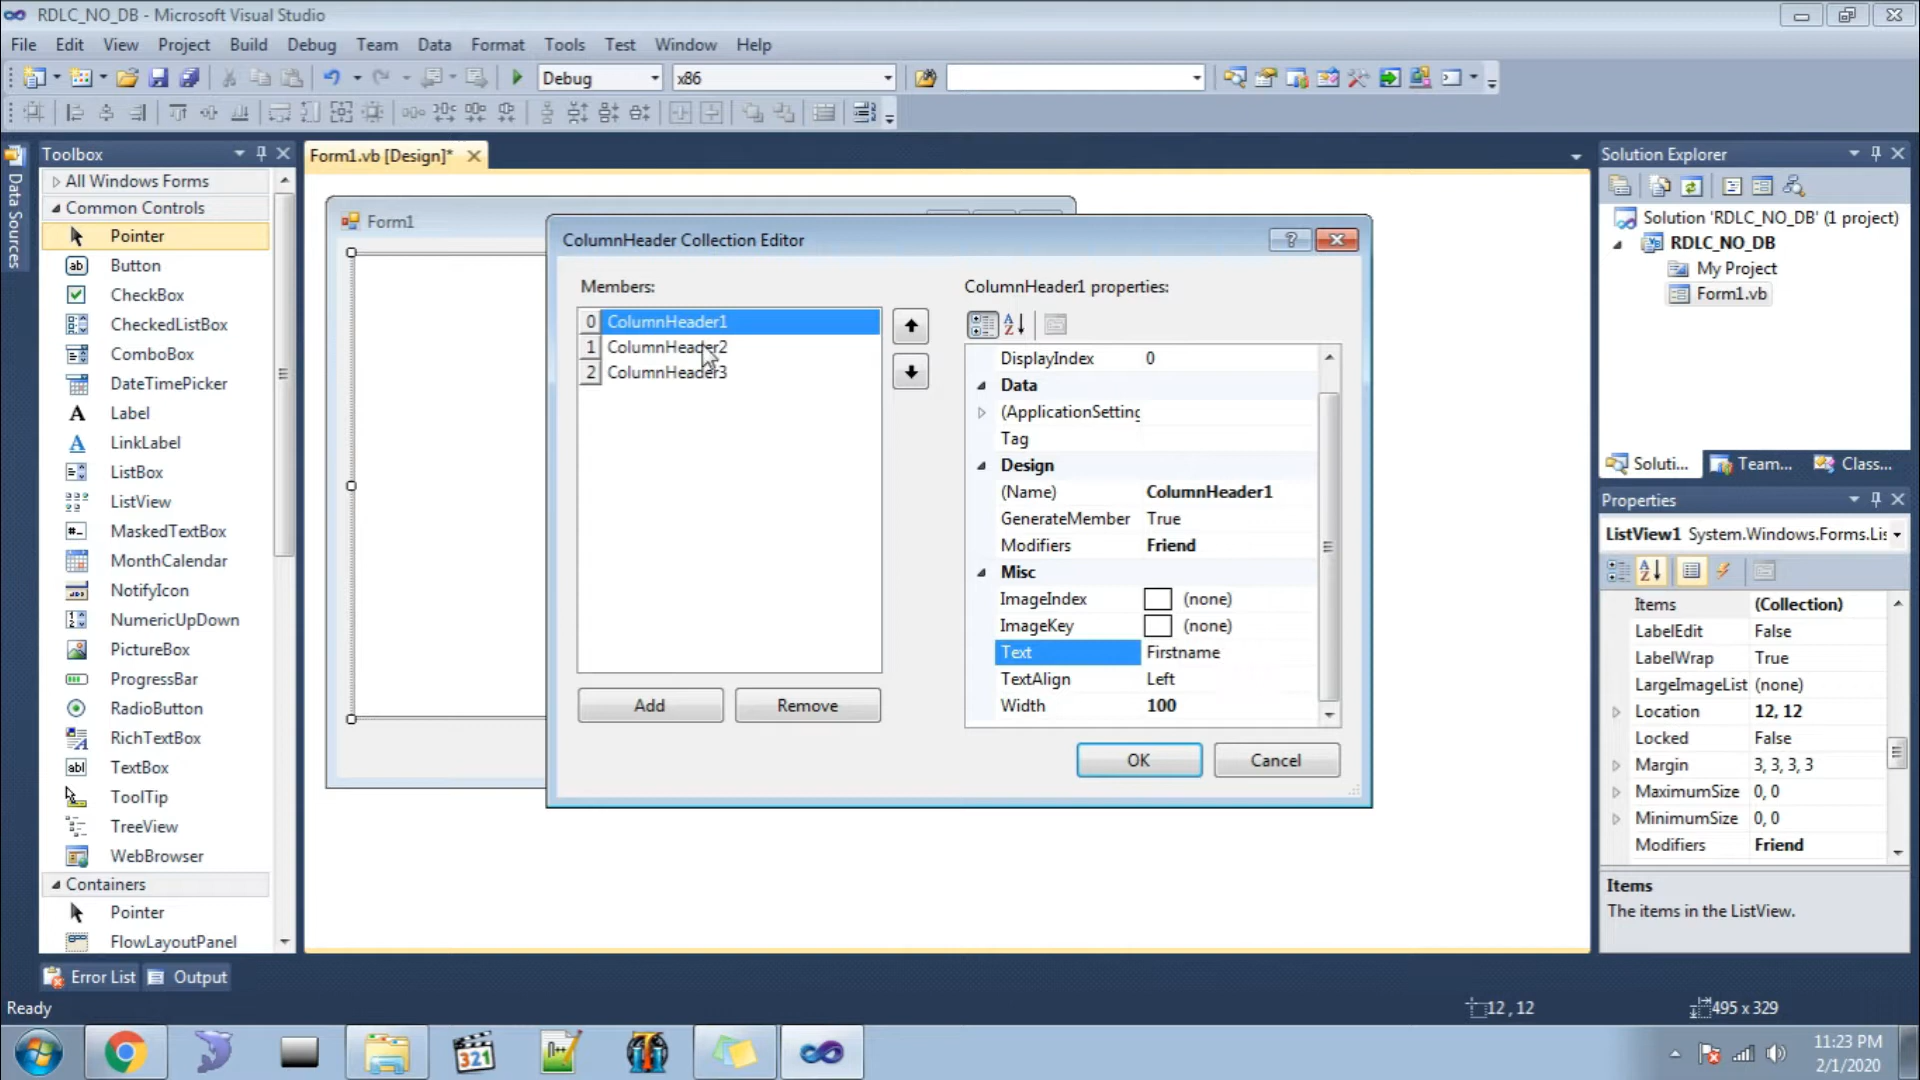 RDLC_NO_DB - Microsoft Visual Studio
File Edit View Project Build Debug Team Data Format Tools Test Window Help
Debug x86
Data Sources
Toolbox
All Windows Forms
Common Controls
Pointer
Button
CheckBox
CheckedListBox
ComboBox
DateTimePicker
Label
LinkLabel
ListBox
ListView
MaskedTextBox
MonthCalendar
NotifyIcon
NumericUpDown
PictureBox
ProgressBar
RadioButton
RichTextBox
TextBox
ToolTip
TreeView
WebBrowser
Containers
Pointer
FlowLayoutPanel
Form1.vb [Design]*
Form1
ColumnHeader Collection Editor
Members:
0 ColumnHeader1
1 ColumnHeader2
2 ColumnHeader3
Add Remove
ColumnHeader1 properties:
DisplayIndex 0
Data
(ApplicationSetting
Tag
Design
(Name) ColumnHeader1
GenerateMember True
Modifiers Friend
Misc
ImageIndex (none)
ImageKey (none)
Text Firstname
TextAlign Left
Width 100
OK Cancel
Solution Explorer
Solution 'RDLC_NO_DB' (1 project)
RDLC_NO_DB
My Project
Form1.vb
Soluti... Team... Class...
Properties
ListView1 System.Windows.Forms.Lis
Items (Collection)
LabelEdit False
LabelWrap True
LargeImageList (none)
Location 12, 12
Locked False
Margin 3, 3, 3, 3
MaximumSize 0, 0
MinimumSize 0, 0
Modifiers Friend
Items
The items in the ListView.
Error List Output
Ready 12 , 12 495 x 329
321
11:23 PM
2/1/2020